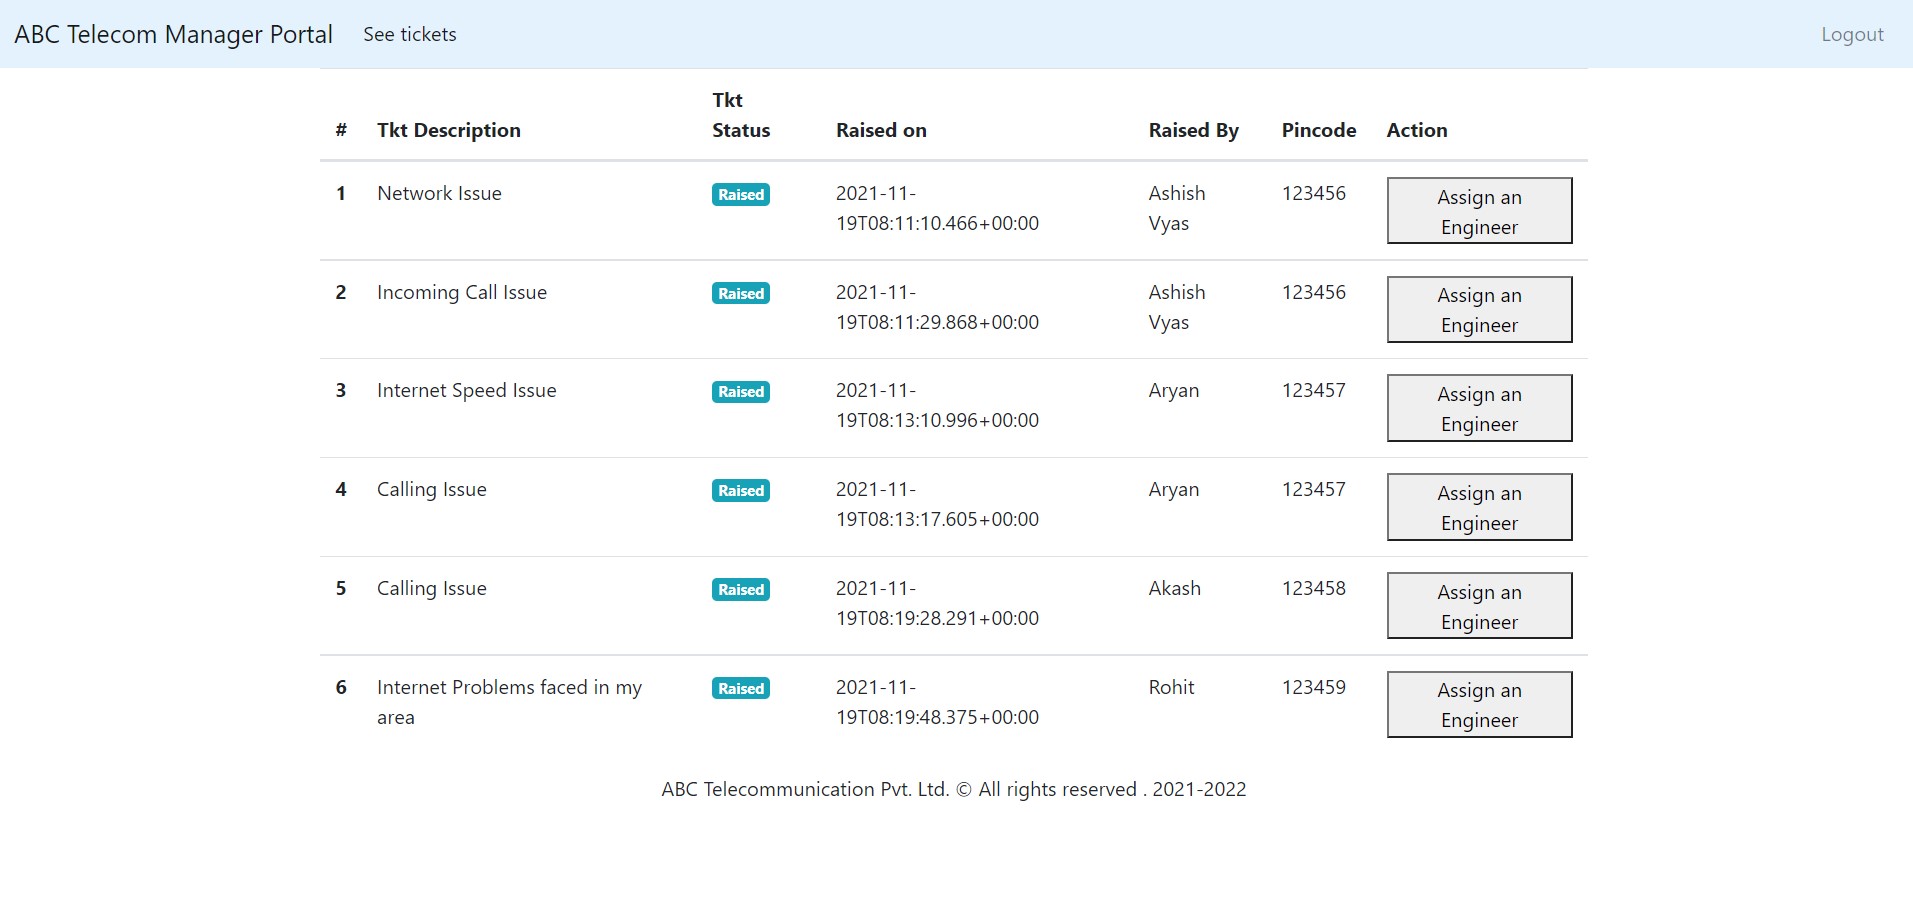 ABC Telecom Manager Portal See tickets Logout
# Tkt Description Tkt Status Raised on Raised By Pincode Action
1 Network Issue Raised 2021-11- Ashish 123456 Assign an
19T08:11:10.466+00:00 Vyas Engineer
2 Incoming Call Issue Raised 2021-11- Ashish 123456 Assign an
19T08:11:29.868+00:00 Vyas Engineer
3 Internet Speed Issue Raised 2021-11- Aryan 123457 Assign an
19T08:13:10.996+00:00 Engineer
4 Calling Issue Raised 2021-11- Aryan 123457 Assign an
19T08:13:17.605+00:00 Engineer
5 Calling Issue Raised 2021-11- Akash 123458 Assign an
19T08:19:28.291+00:00 Engineer
6 Internet Problems faced in my Raised 2021-11- Rohit 123459 Assign an
area 19T08:19:48.375+00:00 Engineer
ABC Telecommunication Pvt. Ltd. © All rights reserved . 2021-2022